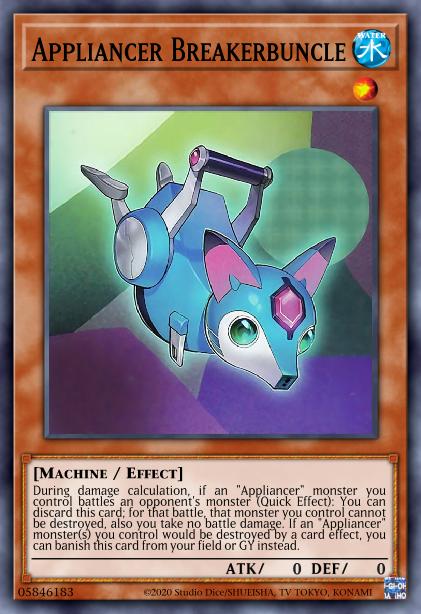 APPLIANCER BREAKERBUNCLE
WATER
水
[MACHINE / EFFECT]
During damage calculation, if an "Appliancer" monster you
control battles an opponent's monster (Quick Effect): You can
discard this card; for that battle, that monster you control cannot
be destroyed, also you take no battle damage. If an "Appliancer"
monster(s) you control would be destroyed by a card effect, you
can banish this card from your field or GY instead.
ATK/ 0 DEF/ 0
05846183 ©2020 Studio Dice/SHUEISHA, TV TOKYO, KONAMI